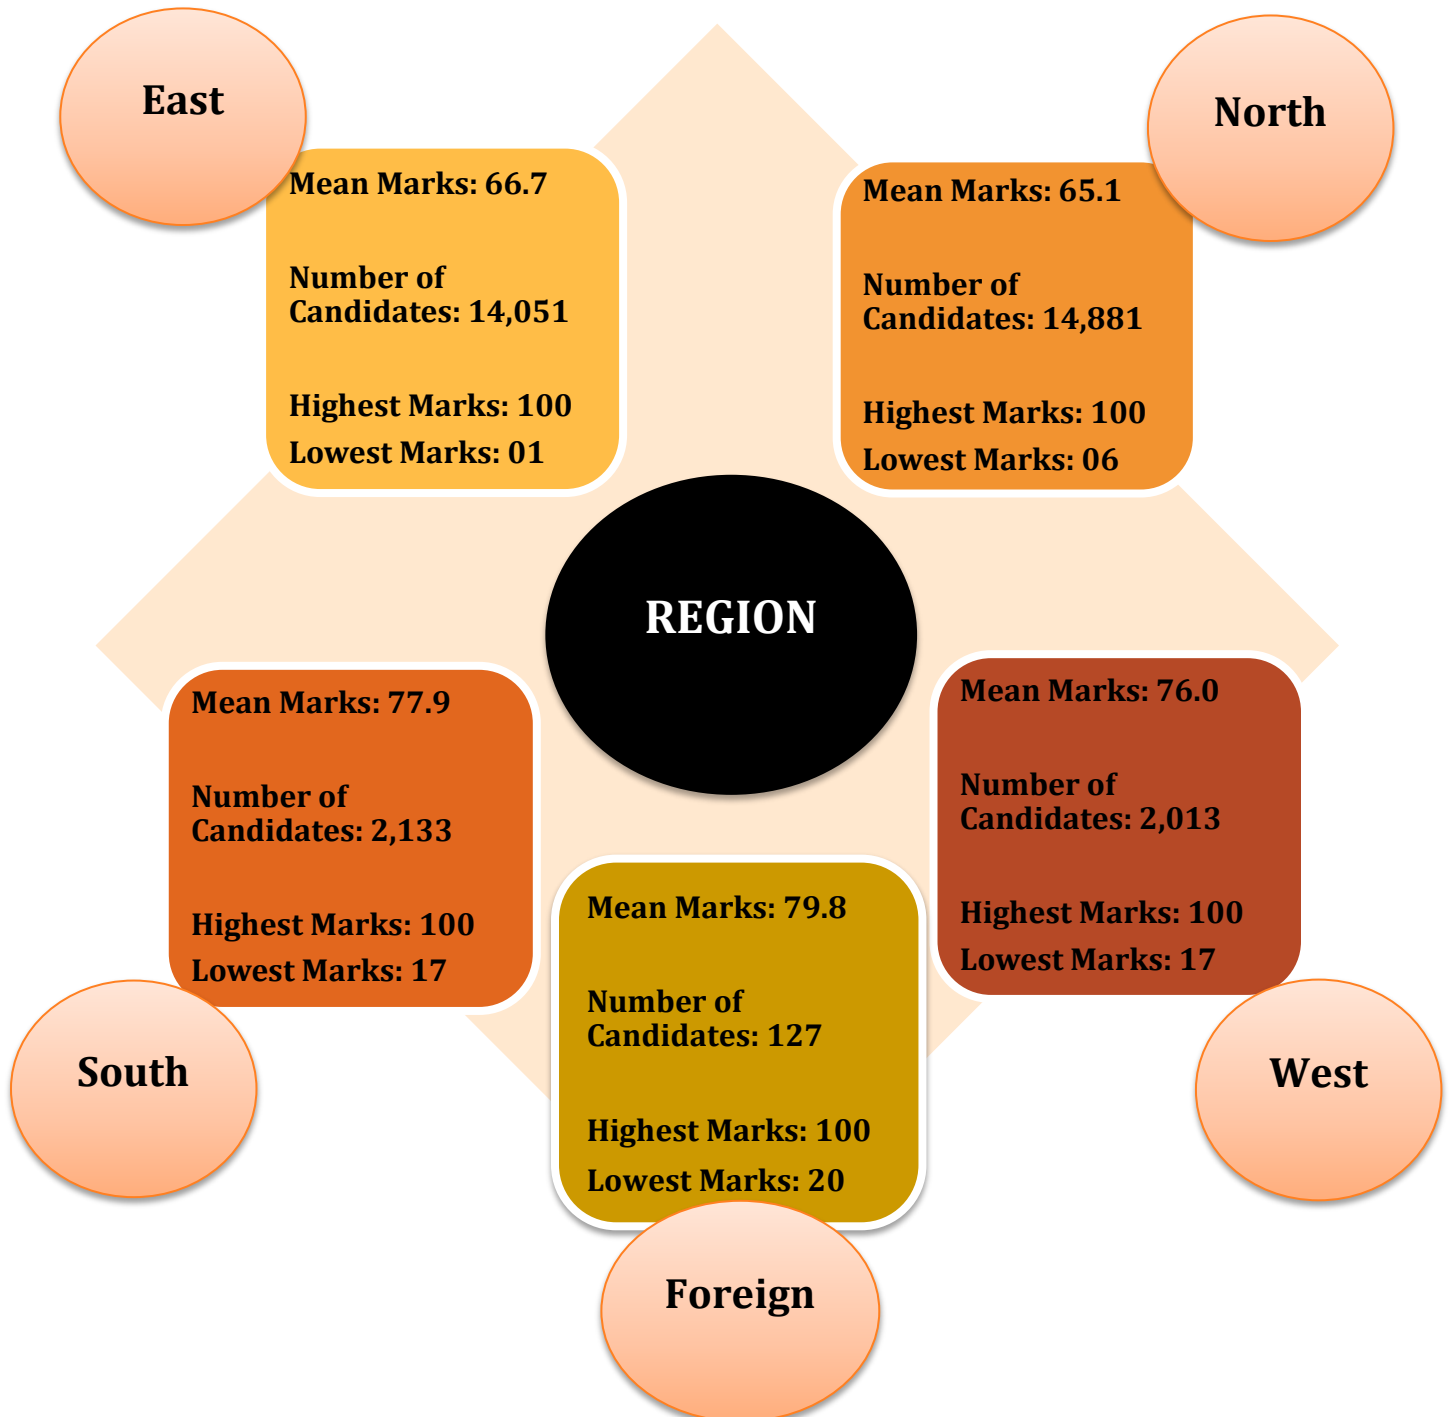 East
Mean Marks: 66.7
Number of
Candidates: 14,051
Highest Marks: 100
Lowest Marks: 01
North
Mean Marks: 65.1
Number of
Candidates: 14,881
Highest Marks: 100
Lowest Marks: 06
REGION
Mean Marks: 77.9
Number of
Candidates: 2,133
Highest Marks: 100
Lowest Marks: 17
South
Mean Marks: 79.8
Number of
Candidates: 127
Highest Marks: 100
Lowest Marks: 20
Foreign
Mean Marks: 76.0
Number of
Candidates: 2,013
Highest Marks: 100
Lowest Marks: 17
West